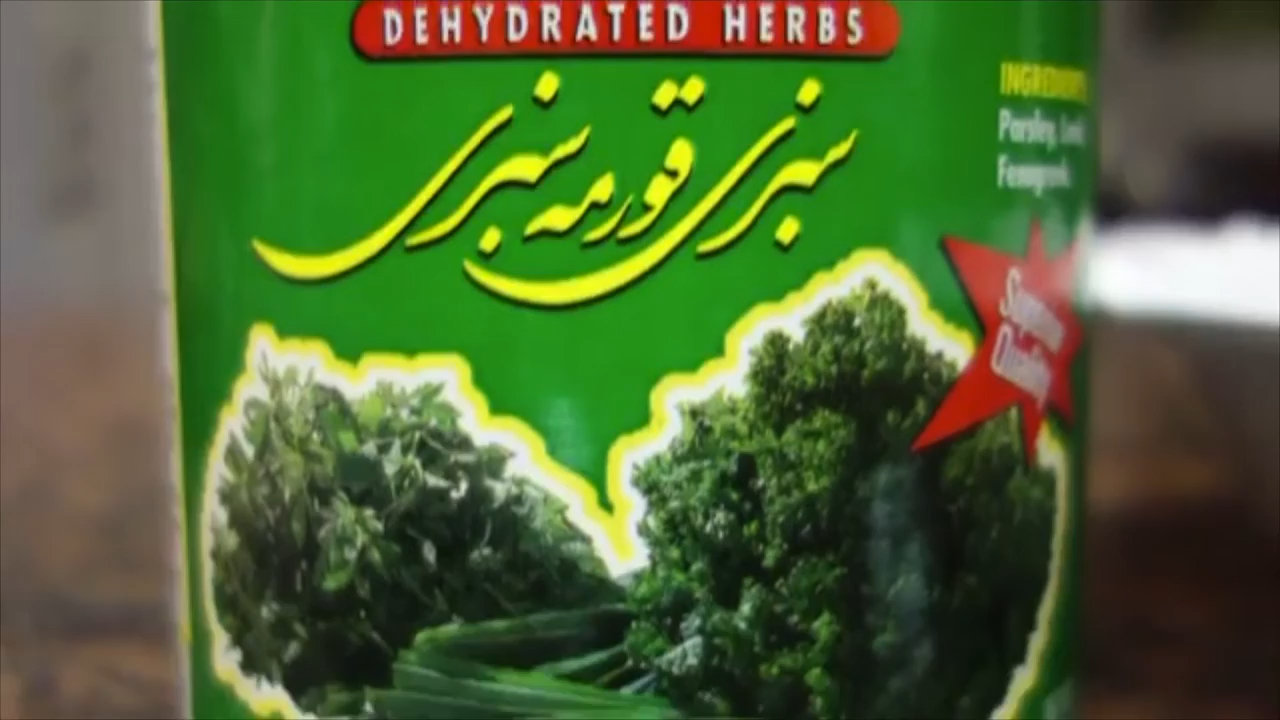 DEHYDRATED HERBS
سبزی قورمه سبزی
INGREDIENTS
Parsley, Leek
Fenugreek
Supreme
Quality